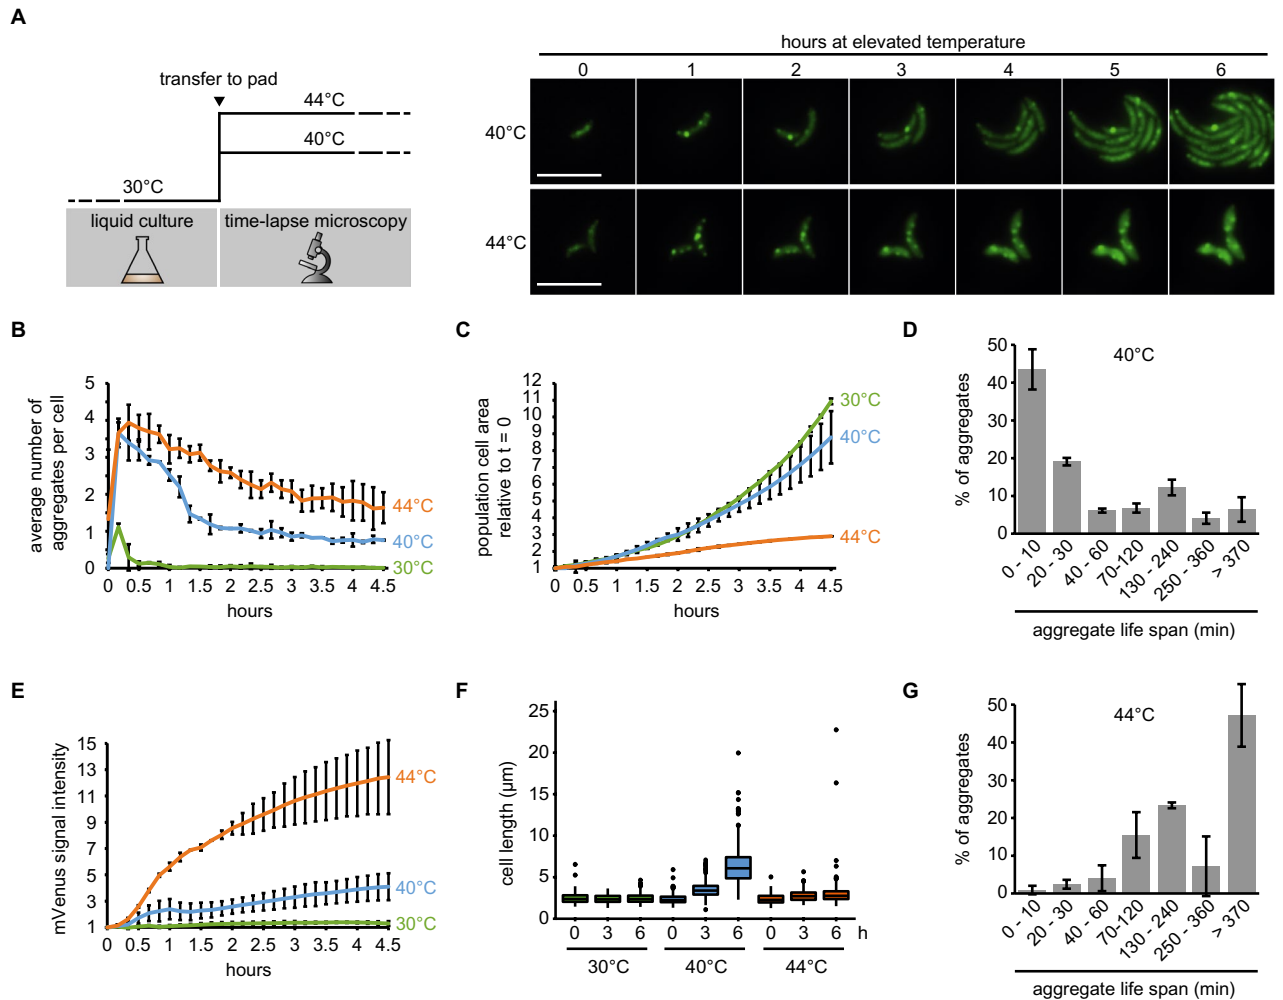 A
transfer to pad
44°C
40°C
30°C
liquid culture
time-lapse microscopy
hours at elevated temperature
0 1 2 3 4 5 6
40°C
44°C
B
average number of
aggregates per cell
5
4
3
2
1
0
44°C
40°C
30°C
0 0.5 1 1.5 2 2.5 3 3.5 4 4.5
hours
C
population cell area
relative to t = 0
12
11
10
9
8
7
6
5
4
3
2
1
30°C
40°C
44°C
0 0.5 1 1.5 2 2.5 3 3.5 4 4.5
hours
D
40°C
% of aggregates
50
40
30
20
10
0
0 - 10
20 - 30
40 - 60
70-120
130 - 240
250 - 360
> 370
aggregate life span (min)
E
mVenus signal intensity
15
13
11
9
7
5
3
1
44°C
40°C
30°C
0 0.5 1 1.5 2 2.5 3 3.5 4 4.5
hours
F
cell length (µm)
25
20
15
10
5
0
0 3 6 0 3 6 0 3 6 h
30°C 40°C 44°C
G
44°C
% of aggregates
50
40
30
20
10
0
0 - 10
20 - 30
40 - 60
70-120
130 - 240
250 - 360
> 370
aggregate life span (min)